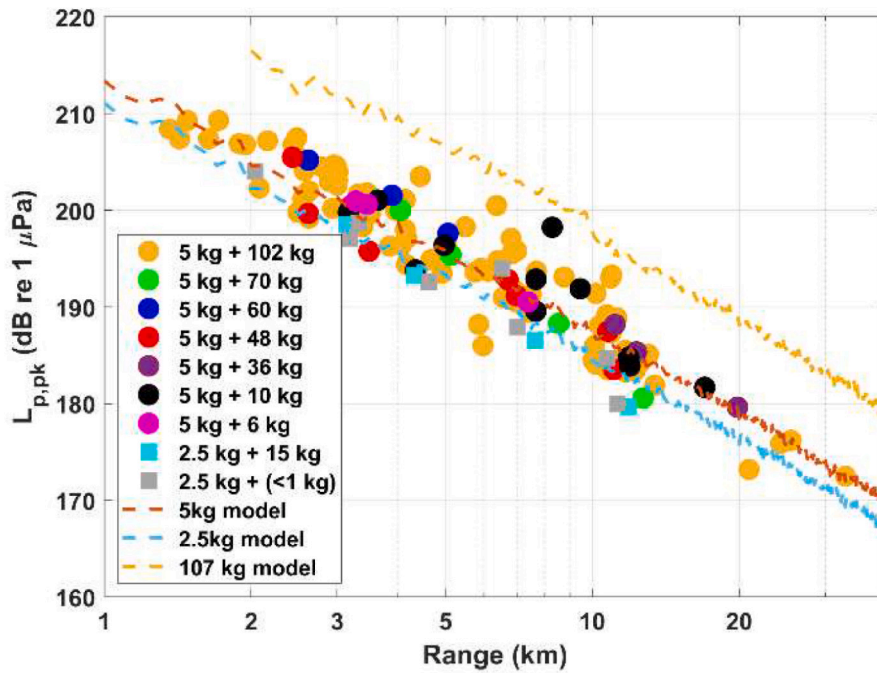 220
210
200
190
180
170
160
L_p,pk (dB re 1 μPa)
5 kg + 102 kg
5 kg + 70 kg
5 kg + 60 kg
5 kg + 48 kg
5 kg + 36 kg
5 kg + 10 kg
5 kg + 6 kg
2.5 kg + 15 kg
2.5 kg + (<1 kg)
5kg model
2.5kg model
107 kg model
1 2 3 5 10 20
Range (km)